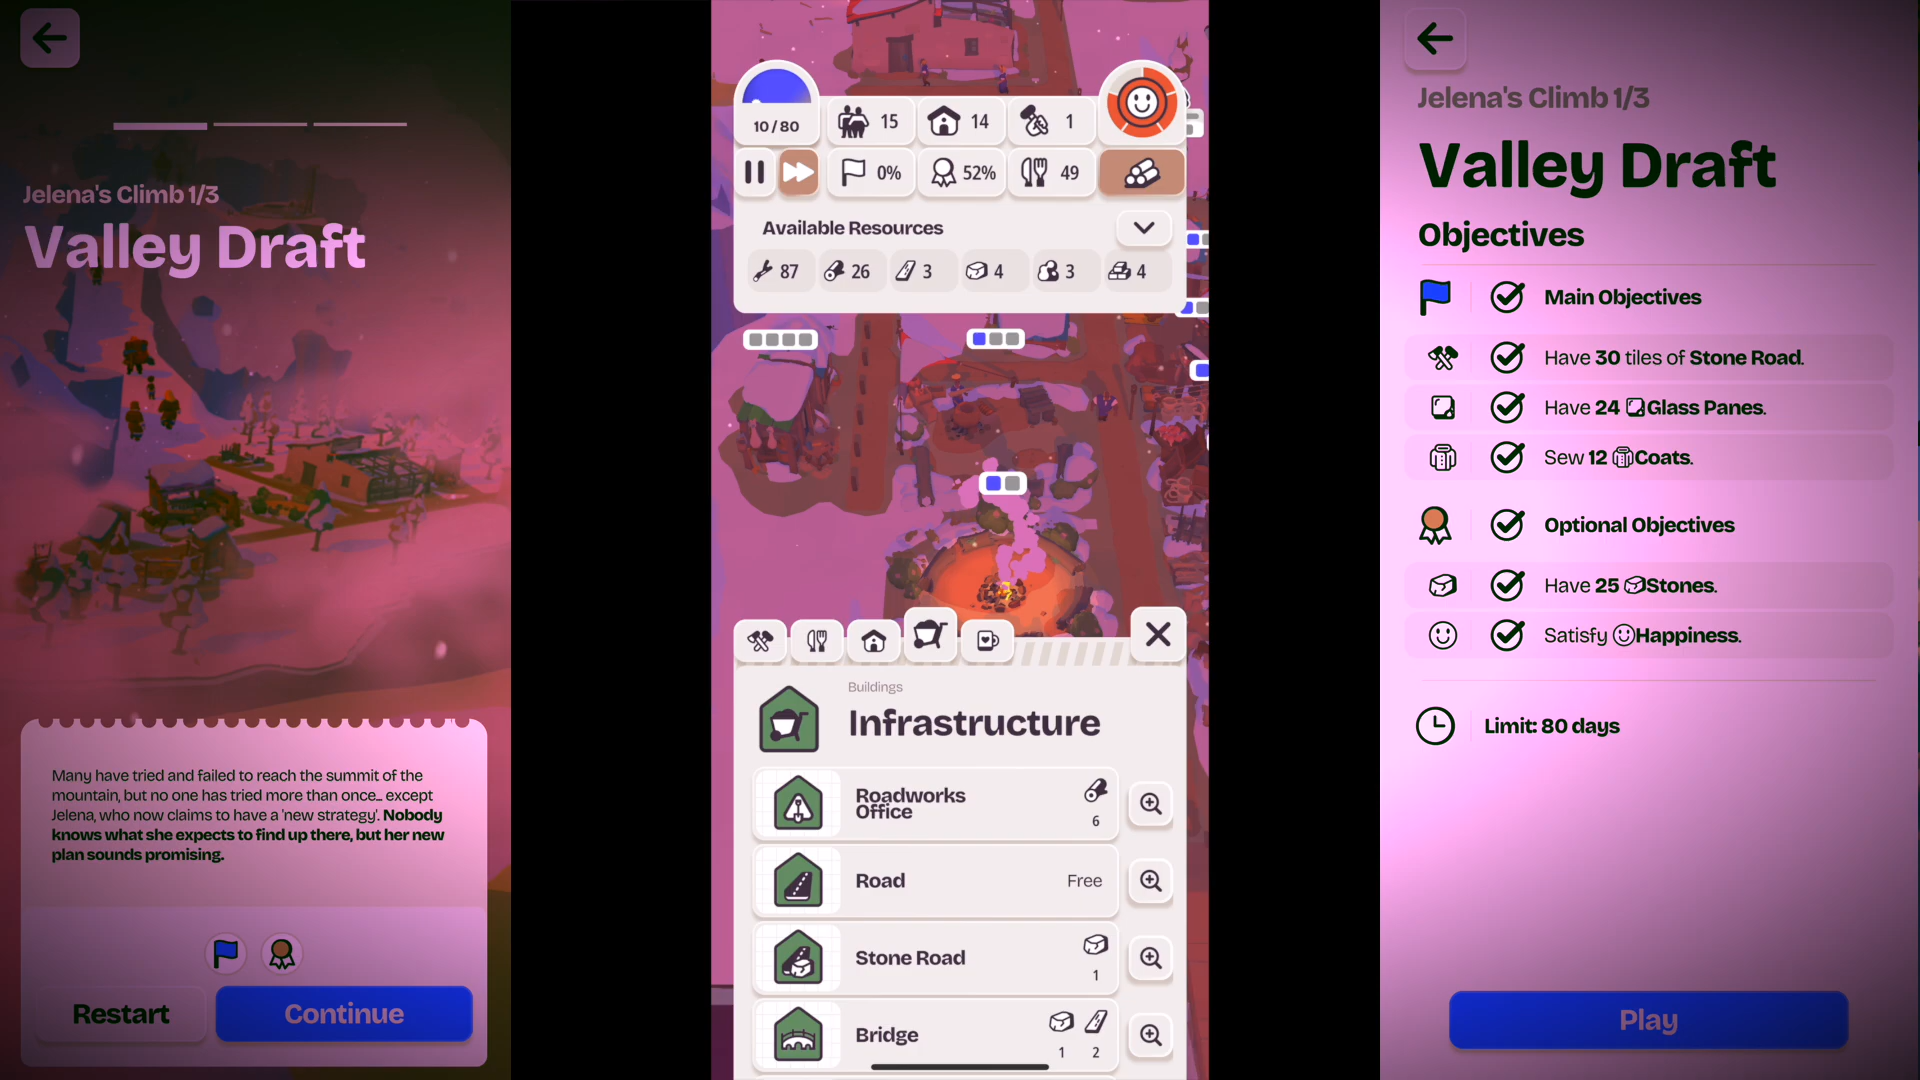 Jelena's Climb 1/3
Valley Draft
Many have tried and failed to reach the summit of the
mountain, but no one has tried more than once... except
Jelena, who now claims to have a 'new strategy'. Nobody
knows what she expects to find up there, but her new
plan sounds promising.
Restart
Continue
10/80
15
14
1
0%
52%
49
Available Resources
87
26
3
4
3
4
Buildings
Infrastructure
Roadworks
Office
6
Road
Free
Stone Road
1
Bridge
1
2
Jelena's Climb 1/3
Valley Draft
Objectives
Main Objectives
Have 30 tiles of Stone Road.
Have 24 Glass Panes.
Sew 12 Coats.
Optional Objectives
Have 25 Stones.
Satisfy Happiness.
Limit: 80 days
Play